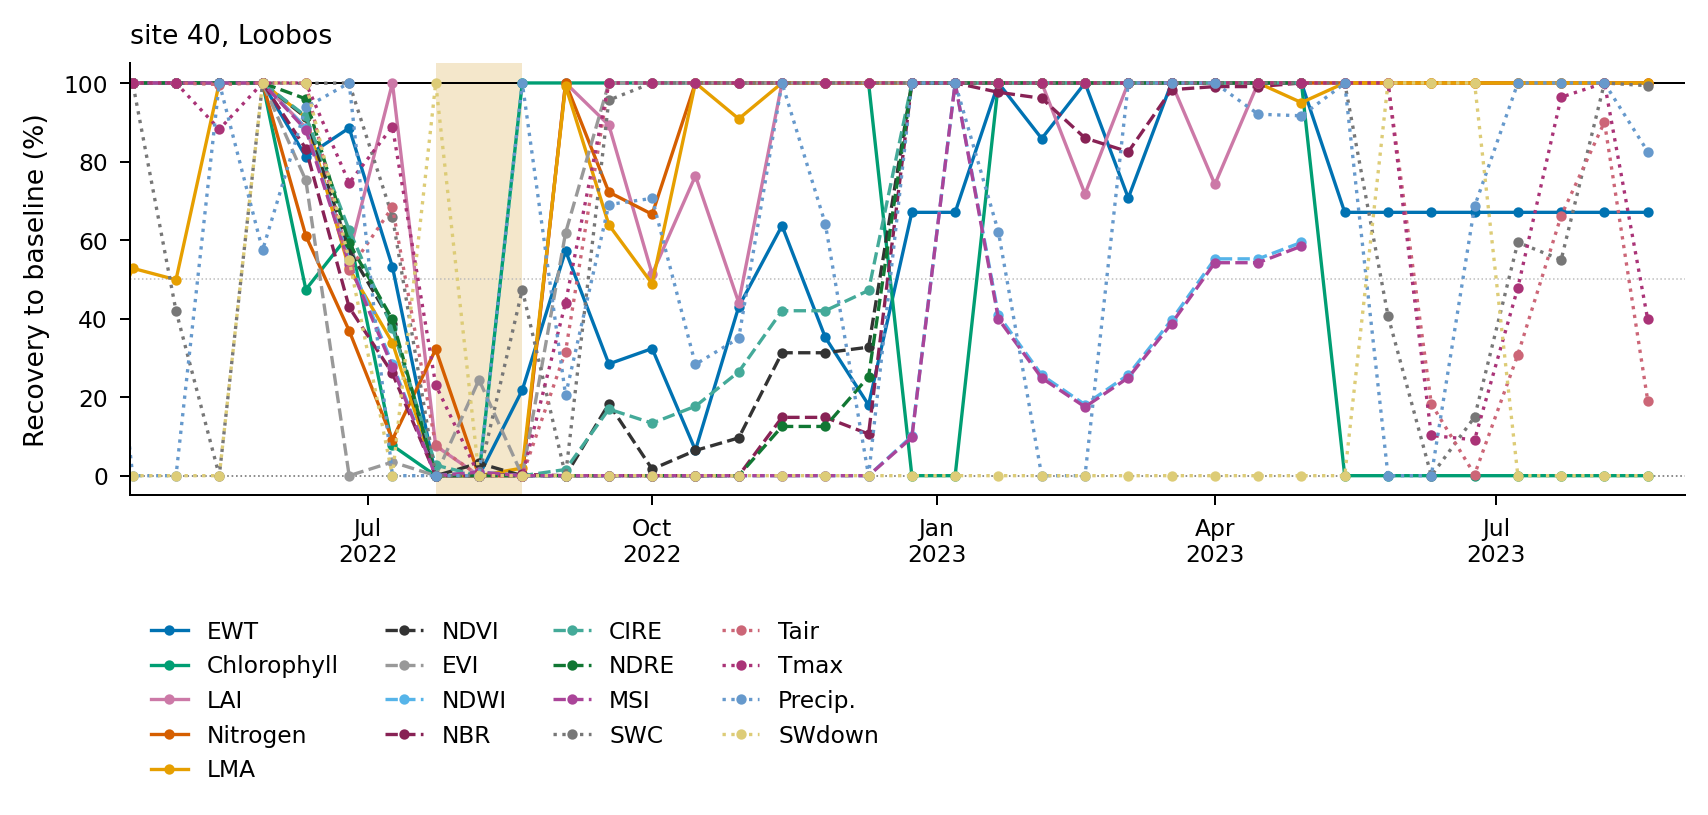 site 40, Loobos
Recovery to baseline (%)
100
80
60
40
20
0
Jul
2022
Oct
2022
Jan
2023
Apr
2023
Jul
2023
EWT
Chlorophyll
LAI
Nitrogen
LMA
NDVI
EVI
NDWI
NBR
CIRE
NDRE
MSI
SWC
Tair
Tmax
Precip.
SWdown